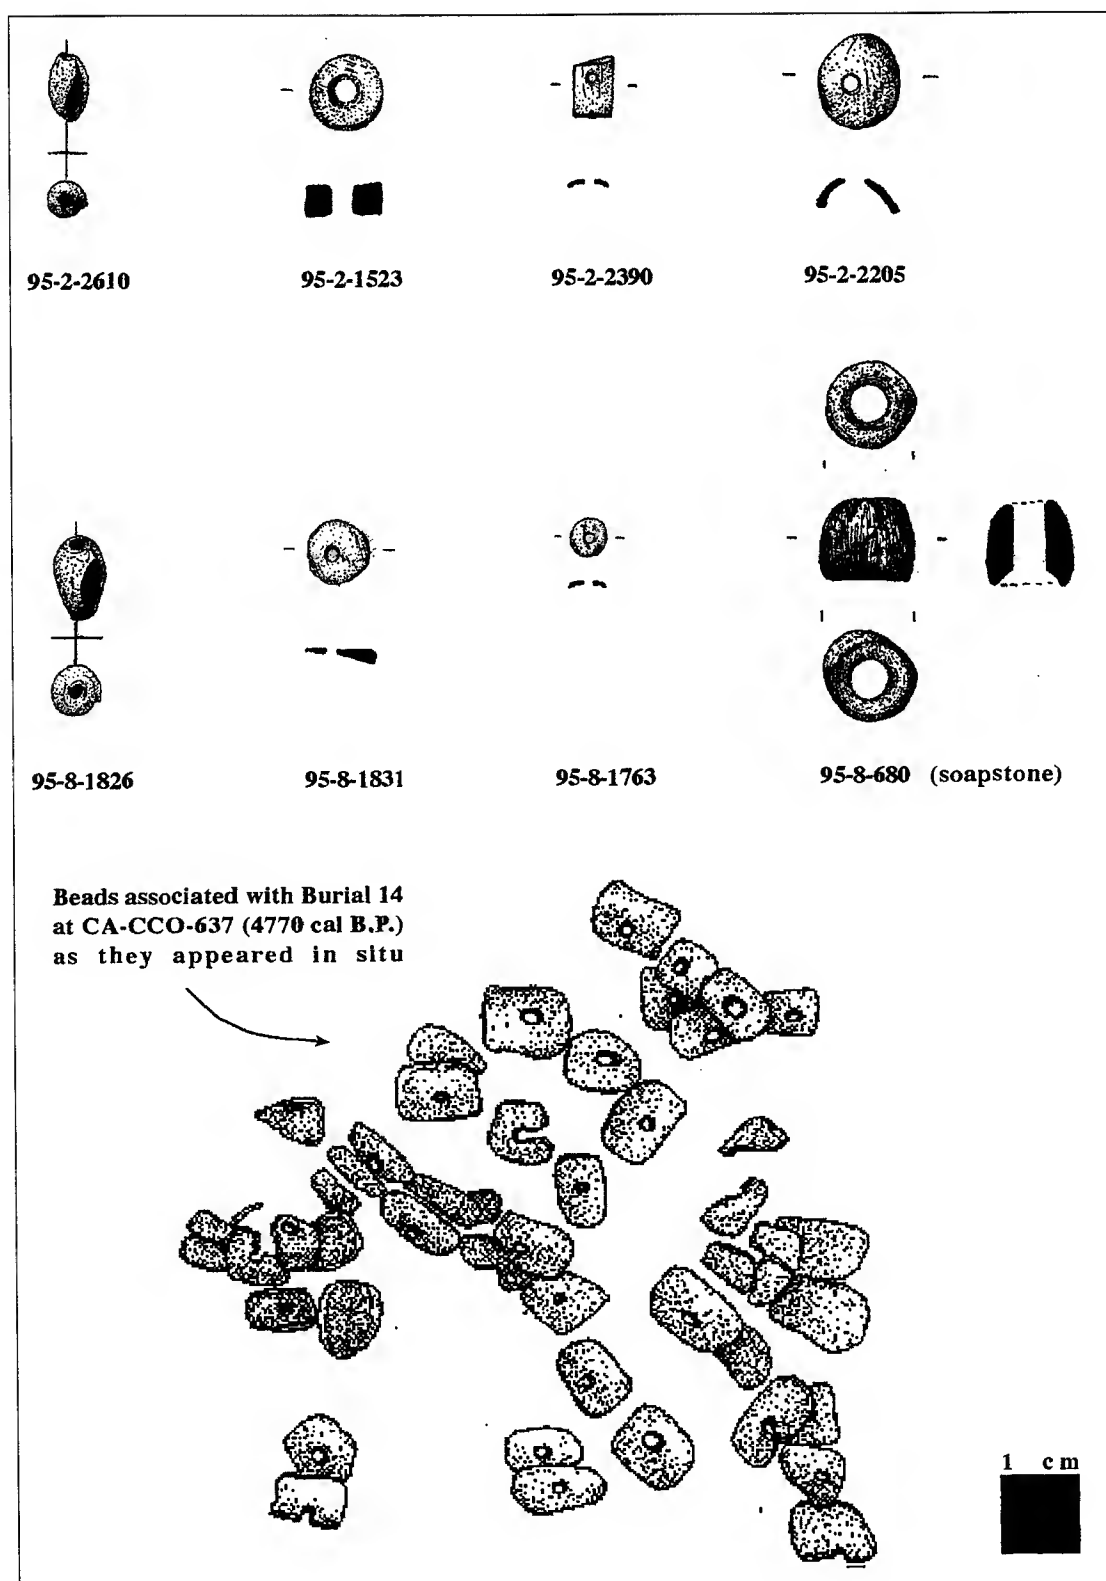 95-2-2610 95-2-1523 95-2-2390 95-2-2205
95-8-1826 95-8-1831 95-8-1763 95-8-680 (soapstone)
Beads associated with Burial 14
at CA-CCO-637 (4770 cal B.P.)
as they appeared in situ
1 cm